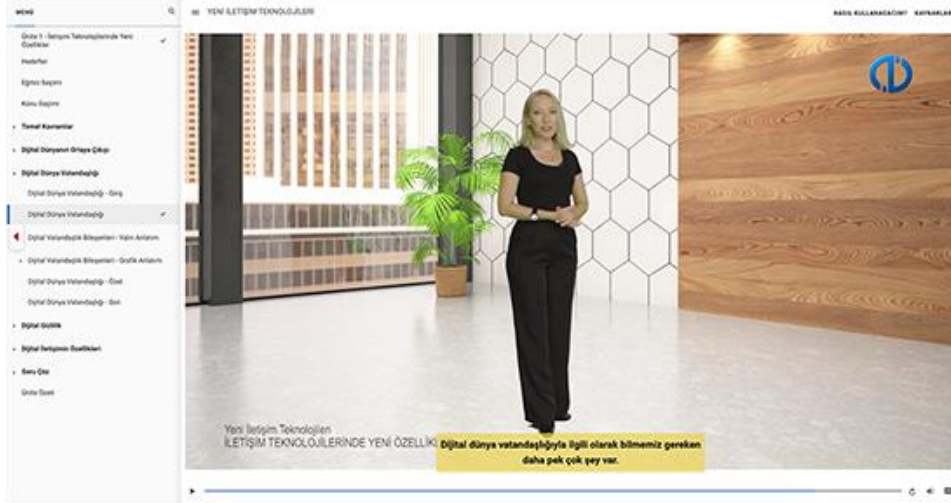 MENÜ
Ünite 1 - İletişim Teknolojilerinde Yeni
Özellikler
Hedefler
Eğitici Seçimi
Konu Seçimi
Temel Kavramlar
Dijital Dünyanın Ortaya Çıkışı
Dijital Dünya Vatandaşlığı
Dijital Dünya Vatandaşlığı - Giriş
Dijital Dünya Vatandaşlığı
Dijital Vatandaşlık Bileşenleri - Yalın Anlatım
Dijital Vatandaşlık Bileşenleri - Grafik Anlatım
Dijital Dünya Vatandaşlığı - Özet
Dijital Dünya Vatandaşlığı - Son
Dijital Gizlilik
Dijital İletişimin Özellikleri
Soru Çöz
Ünite Özeti
YENİ İLETİŞİM TEKNOLOJİLERİ
NASIL KULLANACAĞIM?
KAYNAKLAR
Yeni İletişim Teknolojileri
İLETİŞİM TEKNOLOJİLERİNDE YENİ ÖZELLİK
Dijital dünya vatandaşlığıyla ilgili olarak bilmemiz gereken
daha pek çok şey var.